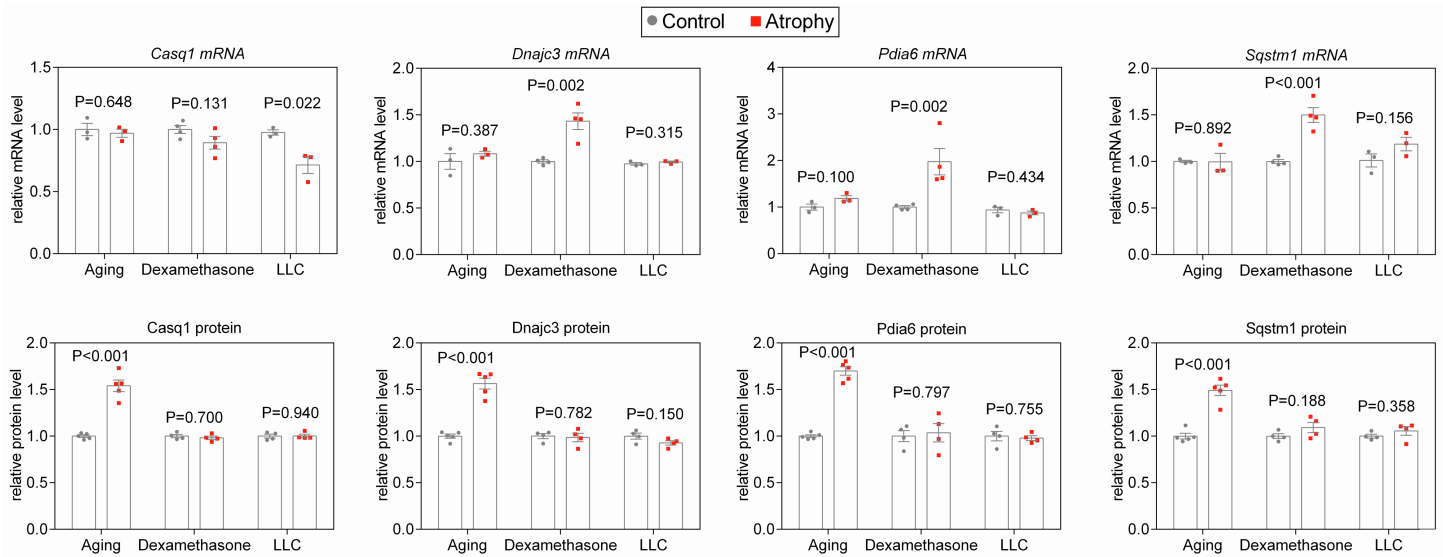 Control Atrophy
Casq1 mRNA
relative mRNA level
1.5
1.0
0.5
0.0
P=0.648
P=0.131
P=0.022
Aging Dexamethasone LLC
Dnajc3 mRNA
relative mRNA level
2.0
1.5
1.0
0.5
0.0
P=0.387
P=0.002
P=0.315
Aging Dexamethasone LLC
Pdia6 mRNA
relative mRNA level
4
3
2
1
0
P=0.100
P=0.002
P=0.434
Aging Dexamethasone LLC
Sqstm1 mRNA
relative mRNA level
2.0
1.5
1.0
0.5
0.0
P=0.892
P<0.001
P=0.156
Aging Dexamethasone LLC
Casq1 protein
relative protein level
2.0
1.5
1.0
0.5
0.0
P<0.001
P=0.700
P=0.940
Aging Dexamethasone LLC
Dnajc3 protein
relative protein level
2.0
1.5
1.0
0.5
0.0
P<0.001
P=0.782
P=0.150
Aging Dexamethasone LLC
Pdia6 protein
relative protein level
2.0
1.5
1.0
0.5
0.0
P<0.001
P=0.797
P=0.755
Aging Dexamethasone LLC
Sqstm1 protein
relative protein level
2.0
1.5
1.0
0.5
0.0
P<0.001
P=0.188
P=0.358
Aging Dexamethasone LLC